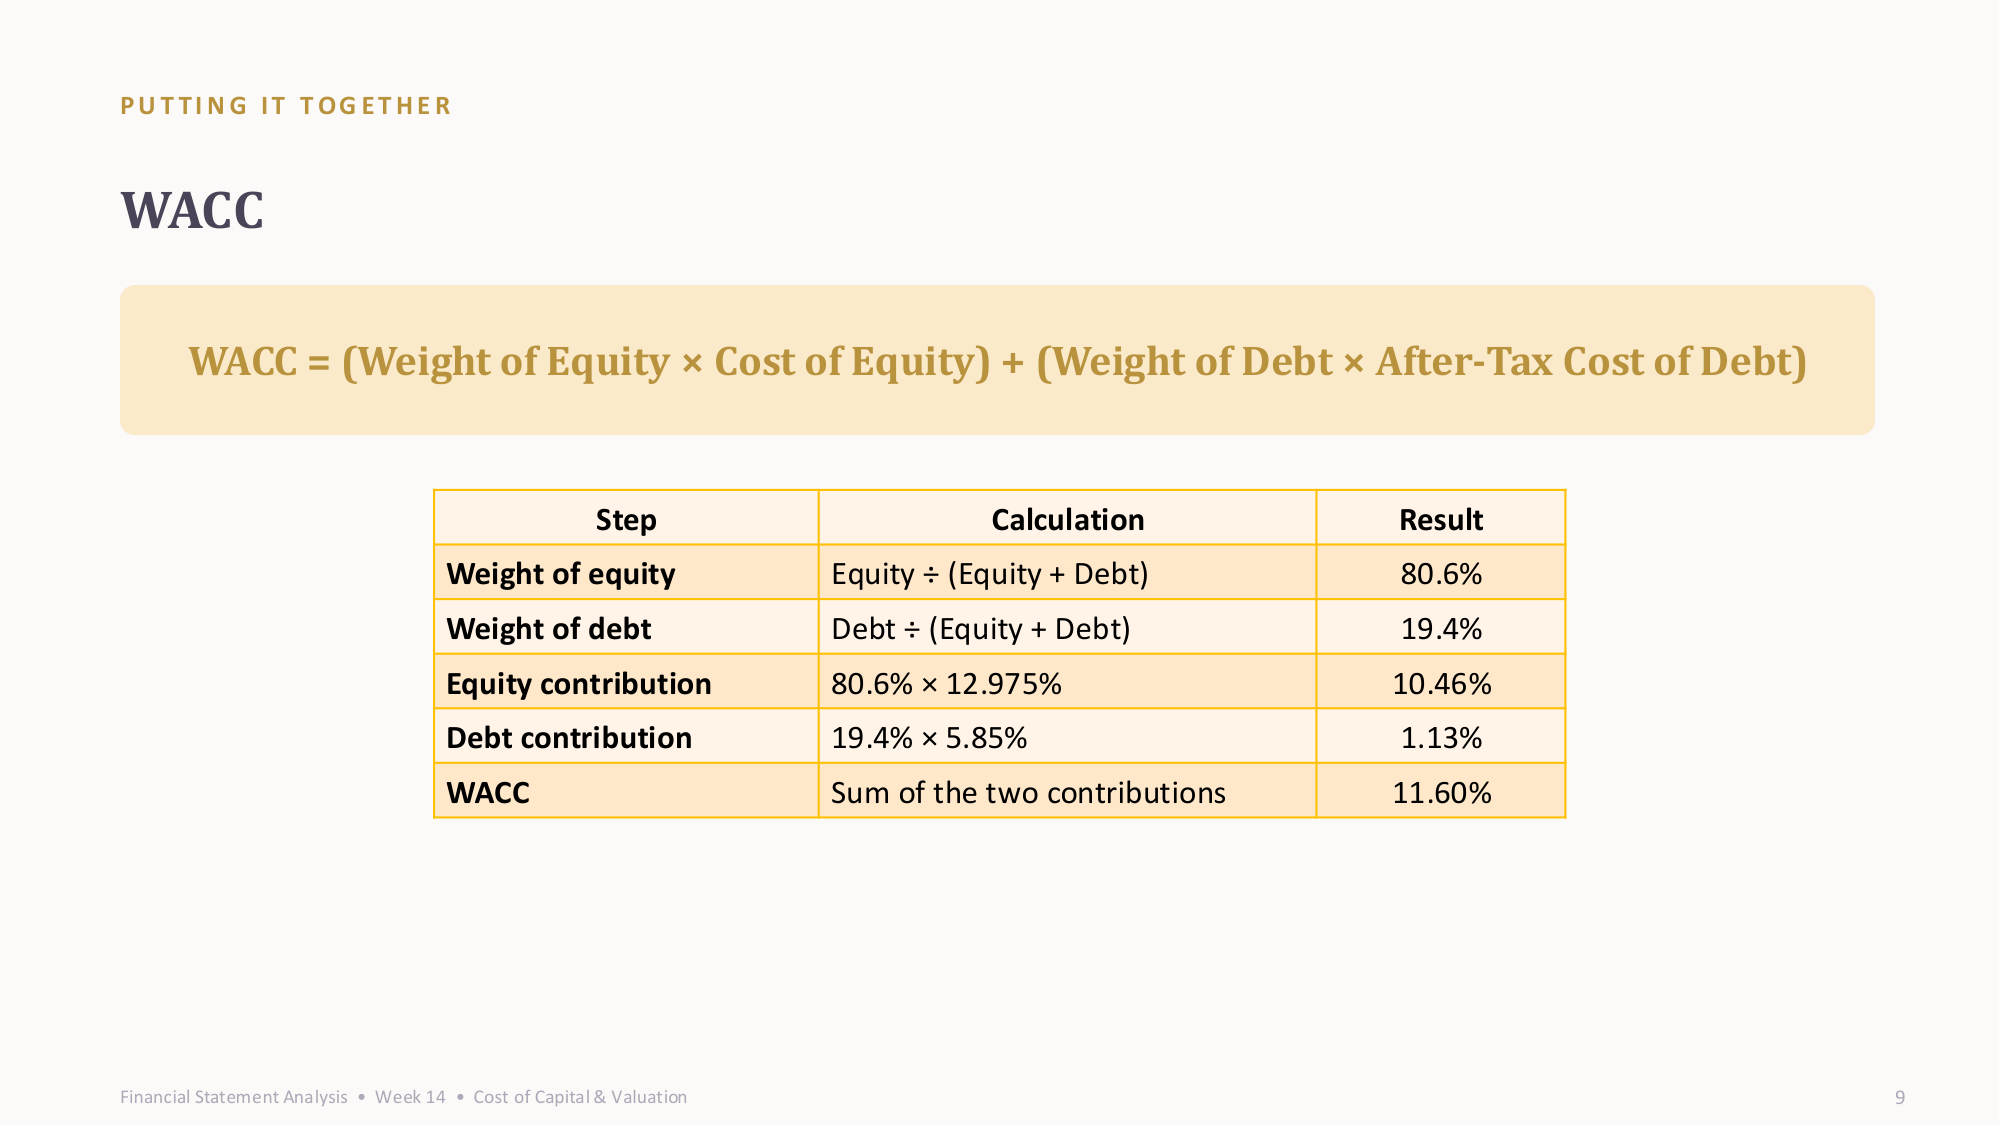 PUTTING IT TOGETHER
WACC
WACC = (Weight of Equity × Cost of Equity) + (Weight of Debt × After-Tax Cost of Debt)
Step Calculation Result
Weight of equity Equity ÷ (Equity + Debt) 80.6%
Weight of debt Debt ÷ (Equity + Debt) 19.4%
Equity contribution 80.6% × 12.975% 10.46%
Debt contribution 19.4% × 5.85% 1.13%
WACC Sum of the two contributions 11.60%
Financial Statement Analysis • Week 14 • Cost of Capital & Valuation 9